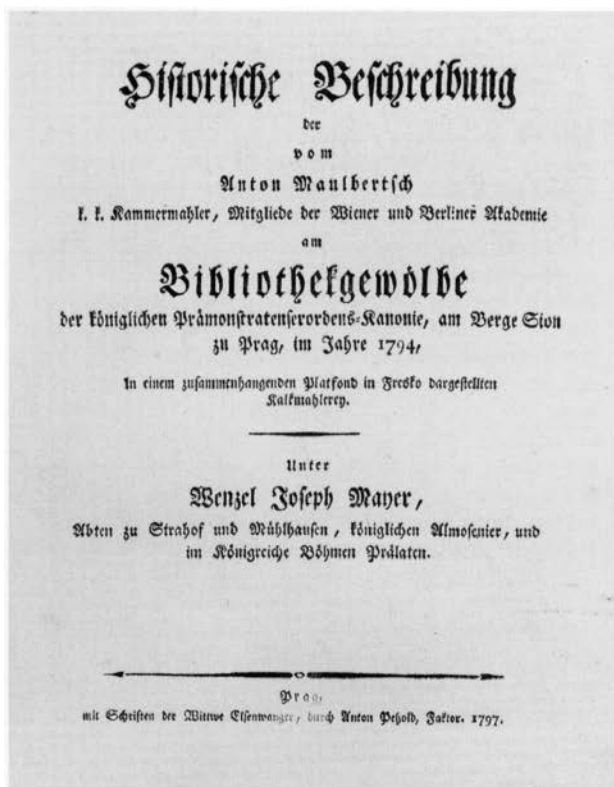 Historische Beschreibung
der
vom
Anton Maulbertsch
k. k. Kammermahler, Mitgliede der Wiener und Berliner Akademie
am
Bibliothekgewölbe
der königlichen Prämonstratenserordens-Kanonie, am Berge Sion
zu Prag, im Jahre 1794,
In einem zusammenhangenden Platfond in Fresko dargestellten
Kalkmahlerey.
Unter
Wenzel Joseph Mayer,
Abten zu Strahof und Mühlhausen, königlichen Almosenier, und
im Königreiche Böhmen Prälaten.
Prag,
mit Schriften der Wittwe Elsenwanger, durch Anton Petzold, Faktor. 1797.